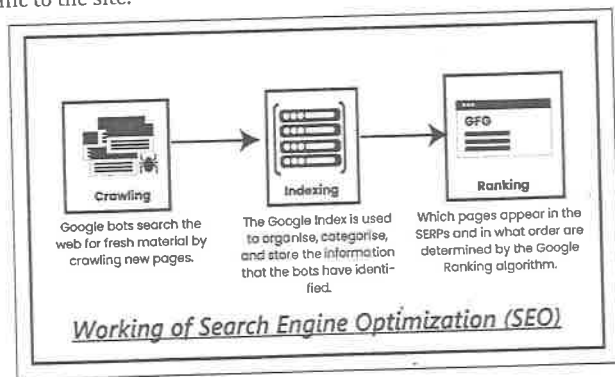 to the site.
GFG
Crawling
Indexing
Ranking
Google bots search the
web for fresh material by
crawling new pages.
The Google Index is used
to organise, categorise,
and store the information
that the bots have identi-
fied.
Which pages appear in the
SERPs and in what order are
determined by the Google
Ranking algorithm.
Working of Search Engine Optimization (SEO)